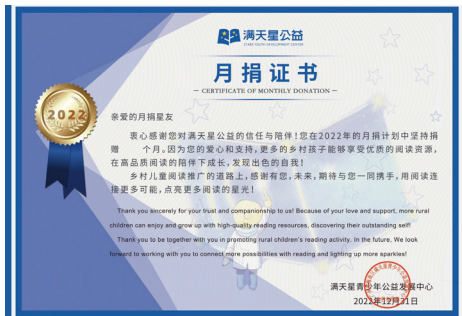 满天星公益
STARS YOUTH DEVELOPMENT CENTER
月捐证书
CERTIFICATE OF MONTHLY DONATION
2022
亲爱的月捐星友
衷心感谢您对满天星公益的信任与陪伴!您在2022年的月捐计划中坚持捐
赠 个月。因为您的爱心和支持,更多的乡村孩子能够享受优质的阅读资源,
在高品质阅读的陪伴下成长,发现出色的自我!
乡村儿童阅读推广的道路上,感谢有您,未来,期待与您一同携手,用阅读连
接更多可能,点亮更多阅读的星光!
Thank you sincerely for your trust and companionship to us! Because of your love and support, more rural
children can enjoy and grow up with high-quality reading resources, discovering their outstanding self!
Thank you to be together with you in promoting rural children's reading activity. In the future, We look
forward to working with you to connect more possibilities with reading and lighting up more sparkles!
满天星青少年公益发展中心
2022年12月31日